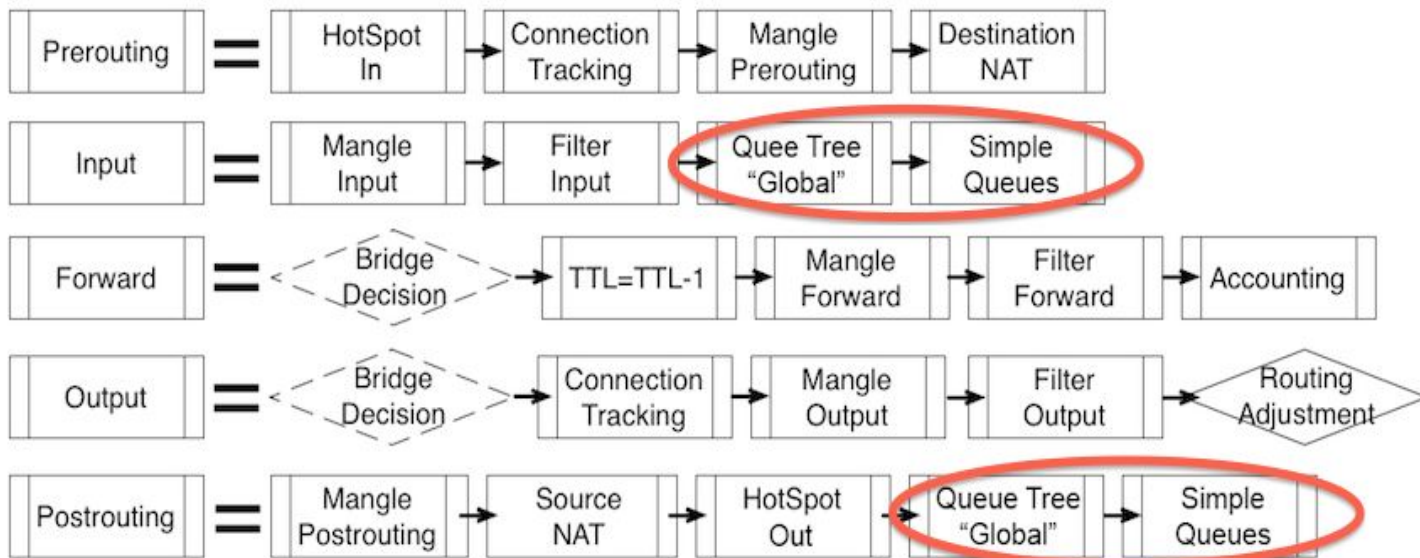 Prerouting
=
HotSpot
In
Connection
Tracking
Mangle
Prerouting
Destination
NAT
Input
=
Mangle
Input
Filter
Input
Quee Tree
“Global”
Simple
Queues
Forward
=
Bridge
Decision
TTL=TTL-1
Mangle
Forward
Filter
Forward
Accounting
Output
=
Bridge
Decision
Connection
Tracking
Mangle
Output
Filter
Output
Routing
Adjustment
Postrouting
=
Mangle
Postrouting
Source
NAT
HotSpot
Out
Queue Tree
“Global”
Simple
Queues